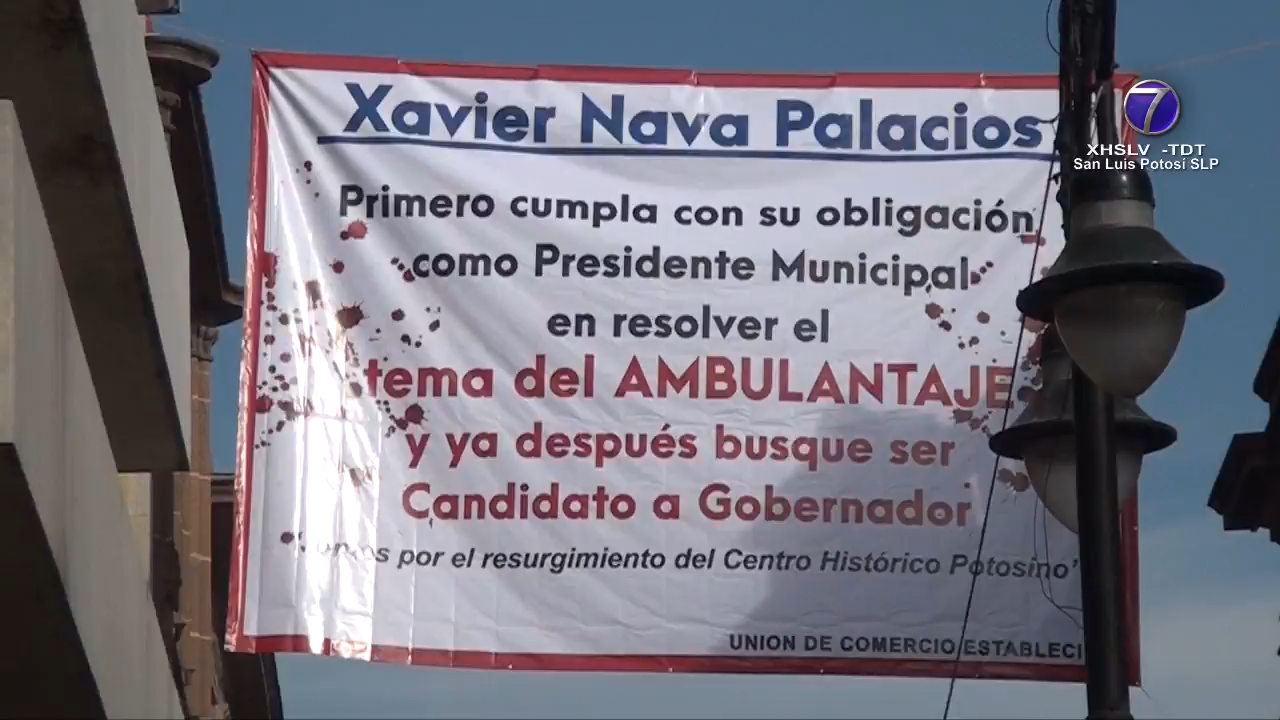 7
XHSLV -TDT
San Luis Potosí SLP
Xavier Nava Palacios
Primero cumpla con su obligación
como Presidente Municipal
en resolver el
tema del AMBULANTAJE
y ya después busque ser
Candidato a Gobernador
por el resurgimiento del Centro Histórico Potosino"
UNION DE COMERCIO ESTABLECI